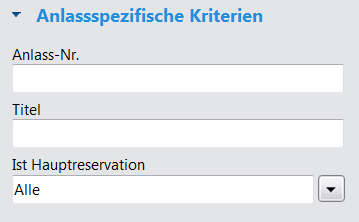 Anlassspezifische Kriterien
Anlass-Nr.
Titel
Ist Hauptreservation
Alle